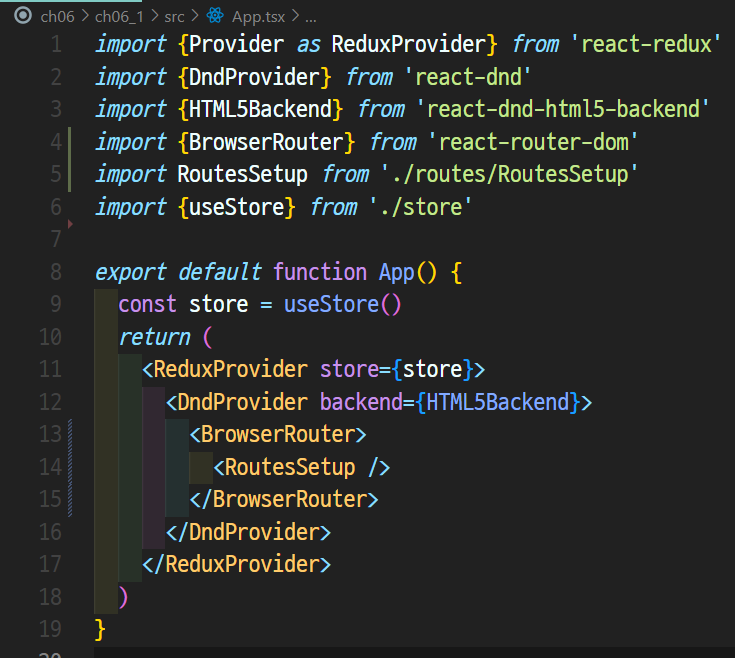 ch06 > ch06_1 > src > App.tsx > ...
1 import {Provider as ReduxProvider} from 'react-redux'
2 import {DndProvider} from 'react-dnd'
3 import {HTML5Backend} from 'react-dnd-html5-backend'
4 import {BrowserRouter} from 'react-router-dom'
5 import RoutesSetup from './routes/RoutesSetup'
6 import {useStore} from './store'
7
8 export default function App() {
9   const store = useStore()
10   return (
11     <ReduxProvider store={store}>
12       <DndProvider backend={HTML5Backend}>
13         <BrowserRouter>
14           <RoutesSetup />
15         </BrowserRouter>
16       </DndProvider>
17     </ReduxProvider>
18   )
19 }
20